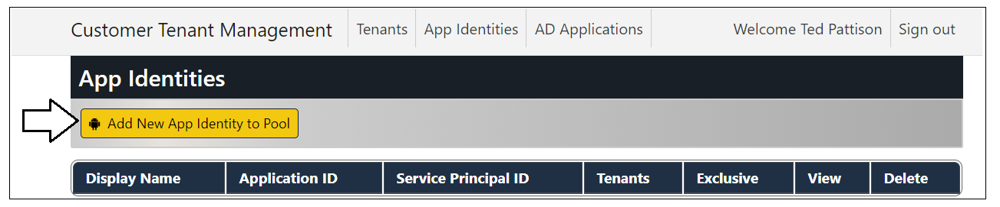 Customer Tenant Management Tenants App Identities AD Applications Welcome Ted Pattison Sign out
App Identities
Add New App Identity to Pool
Display Name Application ID Service Principal ID Tenants Exclusive View Delete